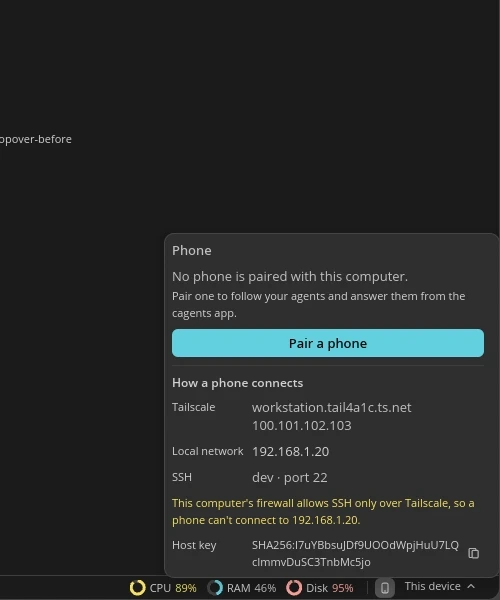 opover-before
Phone
No phone is paired with this computer.
Pair one to follow your agents and answer them from the
cagents app.
Pair a phone
How a phone connects
Tailscale workstation.tail4a1c.ts.net
100.101.102.103
Local network 192.168.1.20
SSH dev · port 22
This computer's firewall allows SSH only over Tailscale, so a
phone can't connect to 192.168.1.20.
Host key SHA256:I7uYBbsuJDf9UOOdWpjHuU7LQ
cImmvDuSC3TnbMc5jo
CPU 89% RAM 46% Disk 95% This device